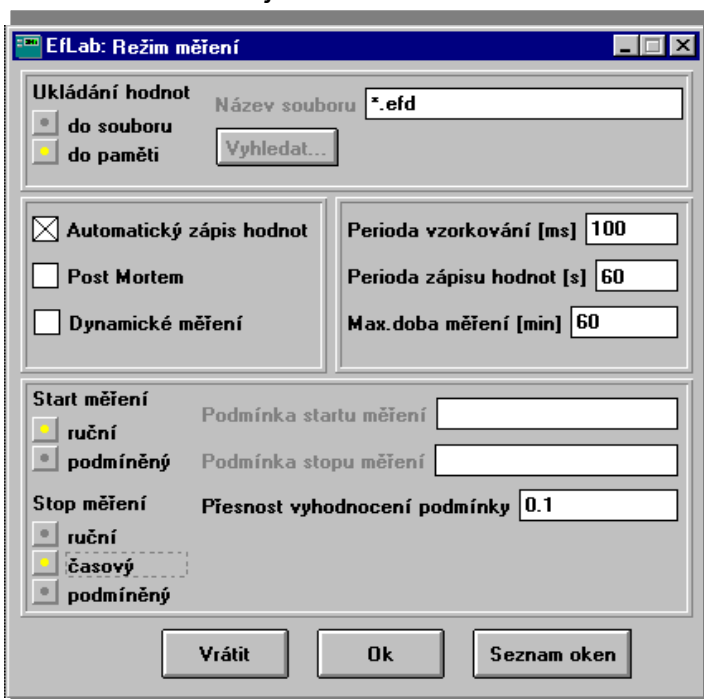 EfLab: Režim měření
Ukládání hodnot
do souboru
do paměti
Název souboru *.efd
Vyhledat...
Automatický zápis hodnot
Post Mortem
Dynamické měření
Perioda vzorkování [ms] 100
Perioda zápisu hodnot [s] 60
Max.doba měření [min] 60
Start měření
ruční
podmíněný
Podmínka startu měření
Podmínka stopu měření
Stop měření
ruční
časový
podmíněný
Přesnost vyhodnocení podmínky 0.1
Vrátit
Ok
Seznam oken